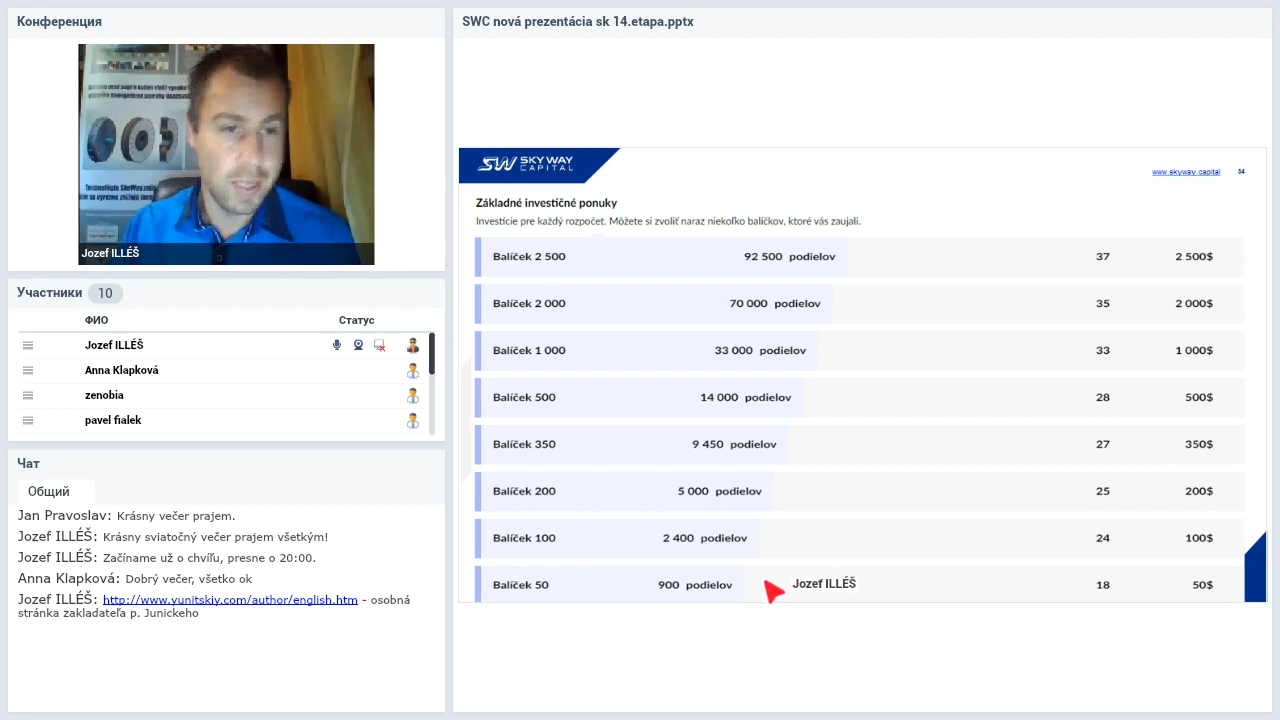 Конференция
Jozef ILLÉŠ
Участники 10
ФИО Статус
Jozef ILLÉŠ
Anna Klapková
zenobia
pavel fialek
Чат
Общий
Jan Pravoslav: Krásny večer prajem.
Jozef ILLÉŠ: Krásny sviatočný večer prajem všetkým!
Jozef ILLÉŠ: Začíname už o chvíľu, presne o 20:00.
Anna Klapková: Dobrý večer, všetko ok
Jozef ILLÉŠ: http://www.yunitskiy.com/author/english.htm - osobná
stránka zakladateľa p. Junickeho
SWC nová prezentácia sk 14.etapa.pptx
SW SKY WAY
CAPITAL
www.skyway.capital 54
Základné investičné ponuky
Investície pre každý rozpočet. Môžete si zvoliť naraz niekoľko balíčkov, ktoré vás zaujali.
Balíček 2 500 92 500 podielov 37 2 500$
Balíček 2 000 70 000 podielov 35 2 000$
Balíček 1 000 33 000 podielov 33 1 000$
Balíček 500 14 000 podielov 28 500$
Balíček 350 9 450 podielov 27 350$
Balíček 200 5 000 podielov 25 200$
Balíček 100 2 400 podielov 24 100$
Balíček 50 900 podielov 18 50$
Jozef ILLÉŠ